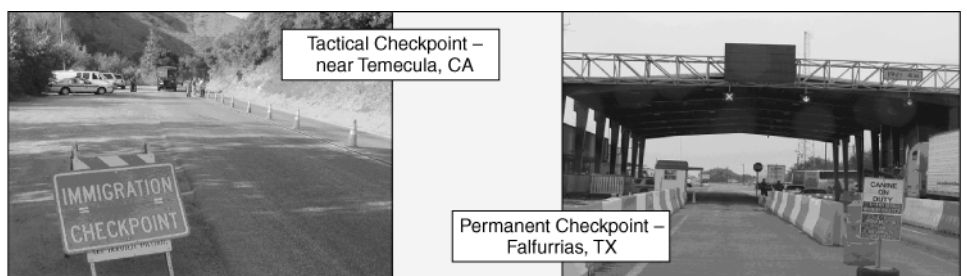 Tactical Checkpoint –
near Temecula, CA
IMMIGRATION
CHECKPOINT
Permanent Checkpoint –
Falfurrias, TX
CANINE
ON
DUTY